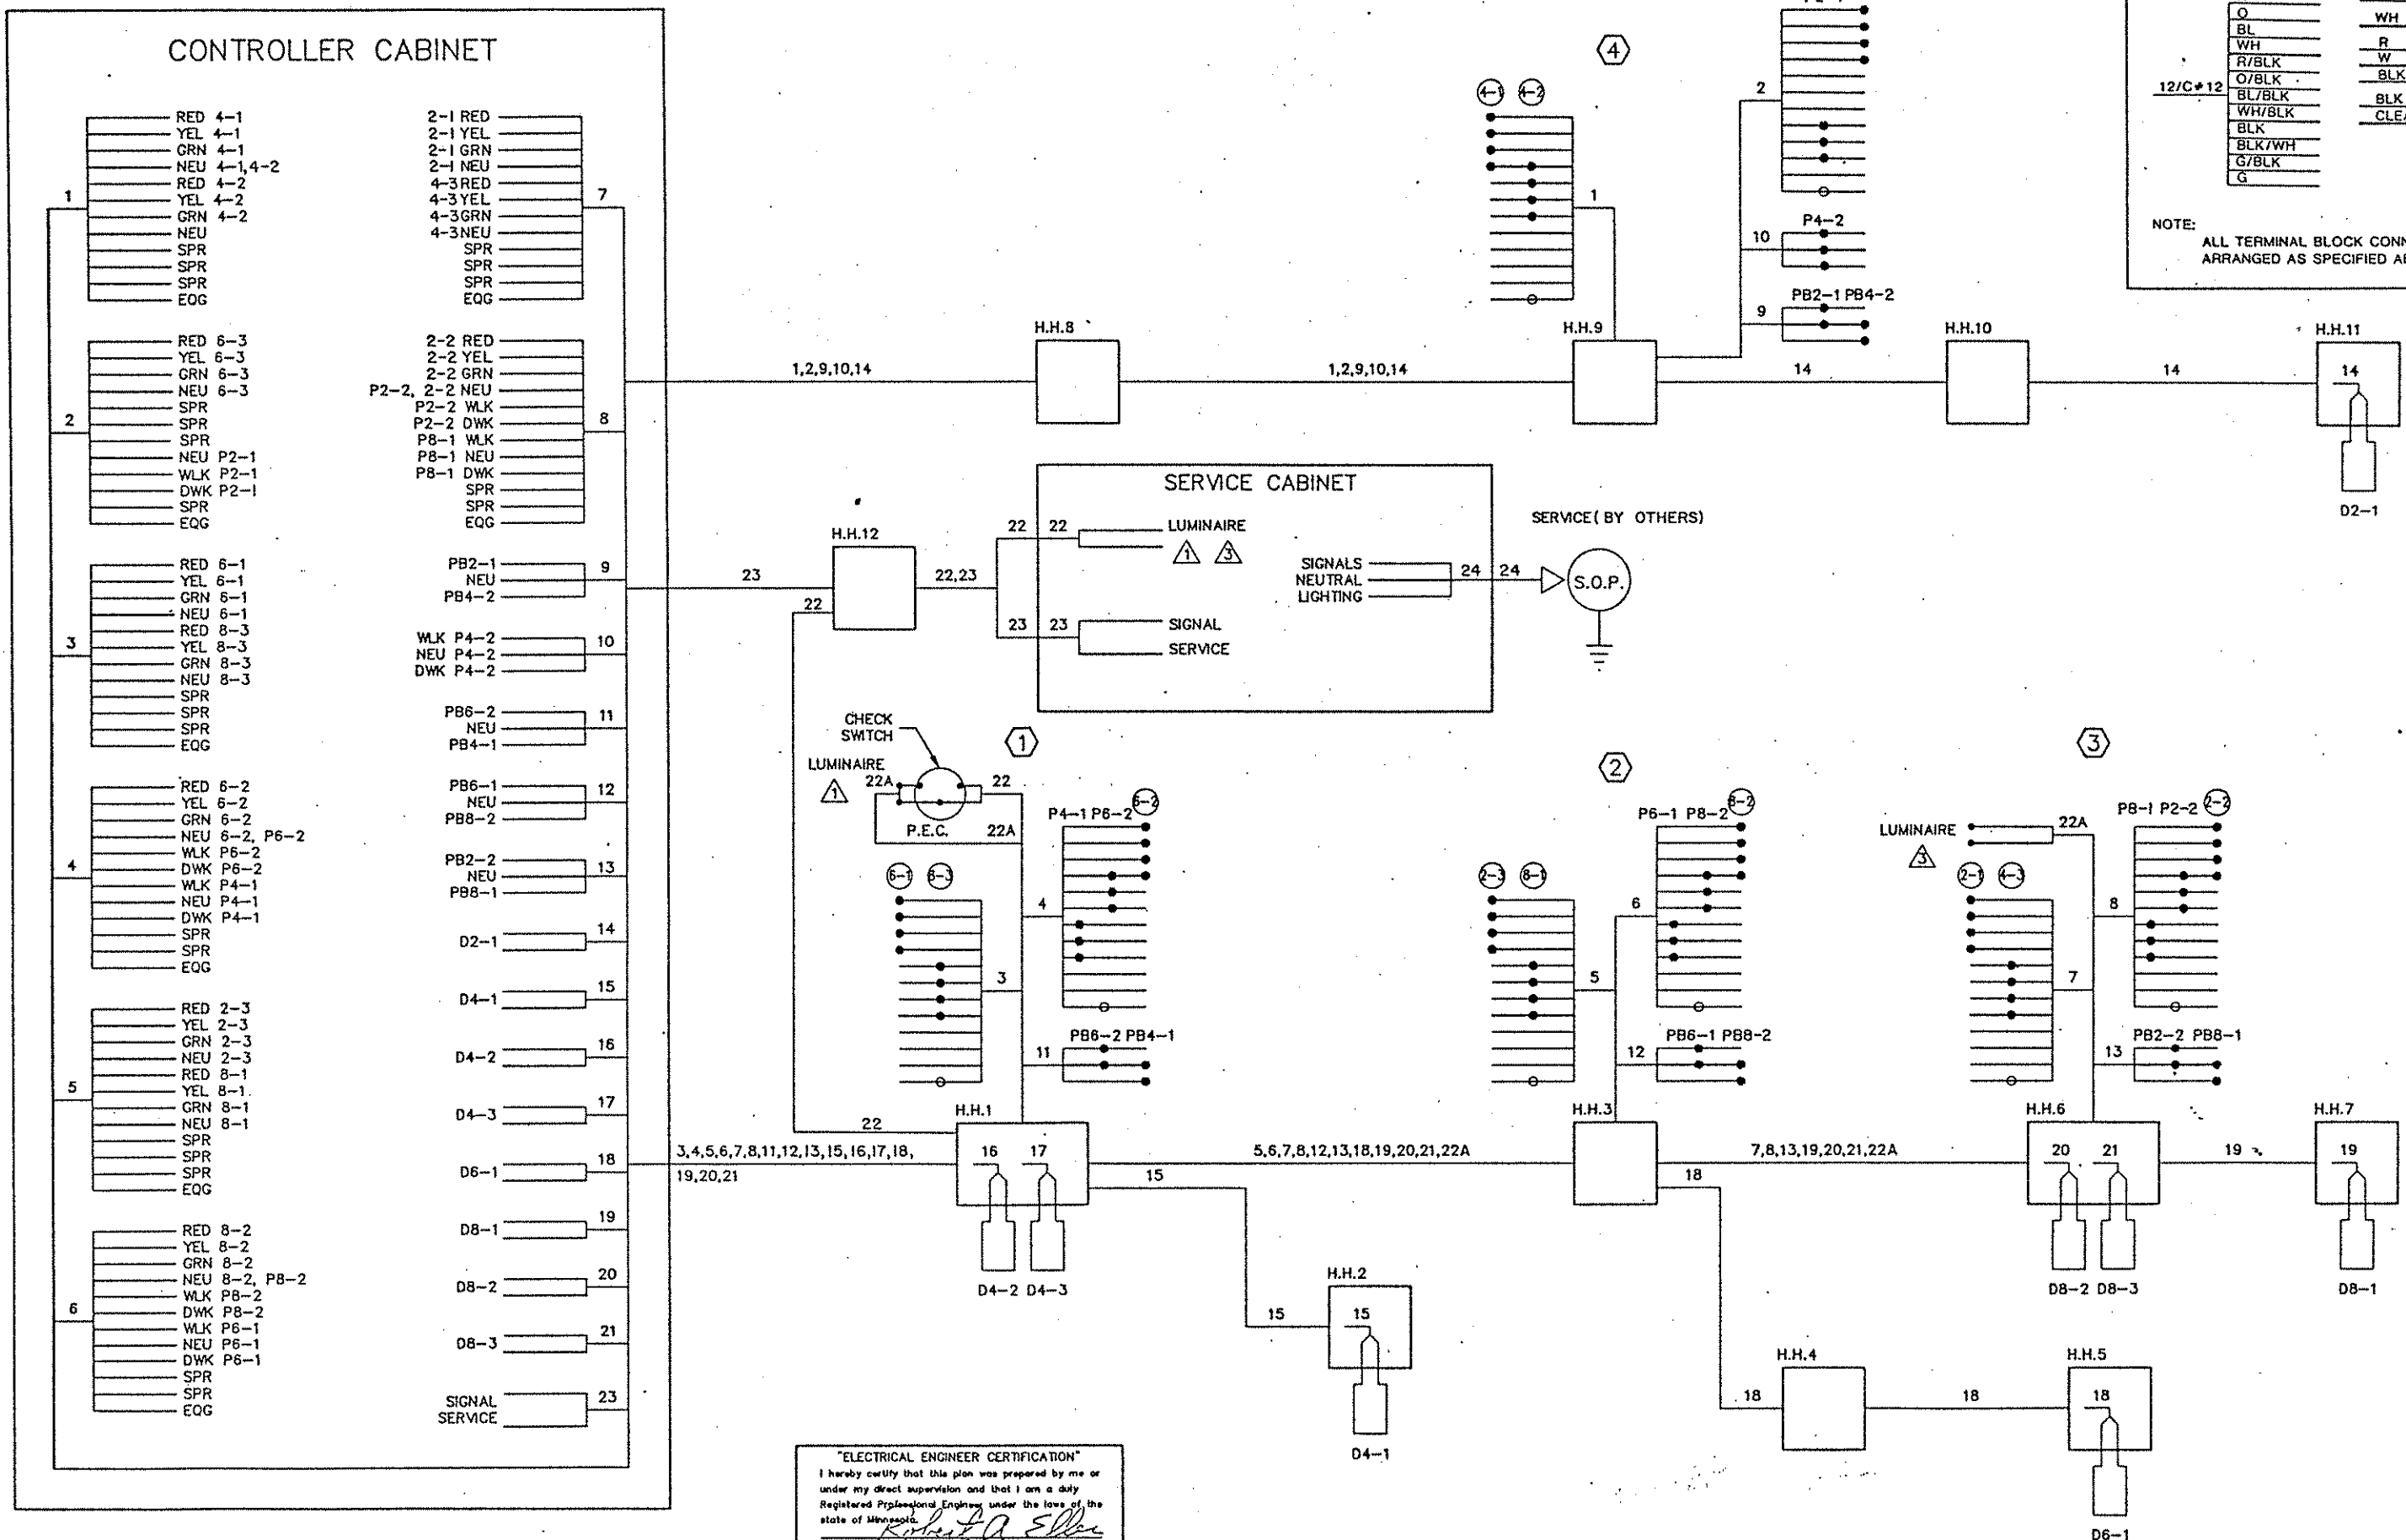 CONTROLLER CABINET
1
RED 4-1
YEL 4-1
GRN 4-1
NEU 4-1,4-2
RED 4-2
YEL 4-2
GRN 4-2
NEU
SPR
SPR
SPR
EQG
2
RED 6-3
YEL 6-3
GRN 6-3
NEU 6-3
SPR
SPR
SPR
NEU P2-1
WLK P2-1
DWK P2-1
SPR
EQG
3
RED 6-1
YEL 6-1
GRN 6-1
NEU 6-1
RED 8-3
YEL 8-3
GRN 8-3
NEU 8-3
SPR
SPR
SPR
EQG
4
RED 6-2
YEL 6-2
GRN 6-2
NEU 6-2, P6-2
WLK P6-2
DWK P6-2
WLK P4-1
NEU P4-1
DWK P4-1
SPR
SPR
EQG
5
RED 2-3
YEL 2-3
GRN 2-3
NEU 2-3
RED 8-1
YEL 8-1
GRN 8-1
NEU 8-1
SPR
SPR
SPR
EQG
6
RED 8-2
YEL 8-2
GRN 8-2
NEU 8-2, P8-2
WLK P8-2
DWK P8-2
WLK P6-1
NEU P6-1
DWK P6-1
SPR
SPR
EQG
2-1 RED
2-1 YEL
2-1 GRN
2-1 NEU
4-3RED
4-3YEL
4-3GRN
4-3NEU
SPR
SPR
SPR
EQG
7
2-2 RED
2-2 YEL
2-2 GRN
P2-2, 2-2 NEU
P2-2 WLK
P2-2 DWK
P8-1 WLK
P8-1 NEU
P8-1 DWK
SPR
SPR
EQG
8
PB2-1
NEU
PB4-2
9
WLK P4-2
NEU P4-2
DWK P4-2
10
PB6-2
NEU
PB4-1
11
PB6-1
NEU
PB8-2
12
PB2-2
NEU
PB8-1
13
D2-1 14
D4-1 15
D4-2 16
D4-3 17
D6-1 18
D8-1 19
D8-2 20
D8-3 21
SIGNAL
SERVICE
23
4
4-1 4-2
1
2
10
P4-2
9
PB2-1 PB4-2
1,2,9,10,14
H.H.8
1,2,9,10,14
H.H.9
14
H.H.10
14
H.H.11
14
D2-1
O
BL
WH
R/BLK
O/BLK
12/C#12
BL/BLK
WH/BLK
BLK
BLK/WH
G/BLK
G
WH
R
W
BLK
BLK
NOTE:
ALL TERMINAL BLOCK
ARRANGED AS SPECIFIED
23
H.H.12
22
22,23
SERVICE CABINET
22 22
LUMINAIRE
1 3
23 23
SIGNAL
SERVICE
SIGNALS
NEUTRAL
LIGHTING
24 24
SERVICE( BY OTHERS)
S.O.P.
CHECK
SWITCH
1
LUMINAIRE
1
22A
22
P.E.C. 22A
6-1 6-3
3
P4-1 P6-2 6-2
4
PB6-2 PB4-1
11
22
3,4,5,6,7,8,11,12,13,15,16,17,18,
19,20,21
H.H.1
16 17
D4-2 D4-3
5,6,7,8,12,13,18,19,20,21,22A
15
15
H.H.2
15
D4-1
2
2-3 8-1
5
P6-1 P8-2 8-2
6
PB6-1 PB8-2
12
H.H.3
7,8,13,19,20,21,22A
18
18
H.H.4
18
H.H.5
18
D6-1
3
LUMINAIRE
3
22A
2-1 4-3
7
P8-1 P2-2 2-2
8
PB2-2 PB8-1
13
H.H.6
20 21
D8-2 D8-3
19
H.H.7
19
D8-1
"ELECTRICAL ENGINEER CERTIFICATION"
I hereby certify that this plan was prepared by me or
under my direct supervision and that I am a duly
Registered Professional Engineer under the laws of the
state of Minnesota.
Robert A Eller